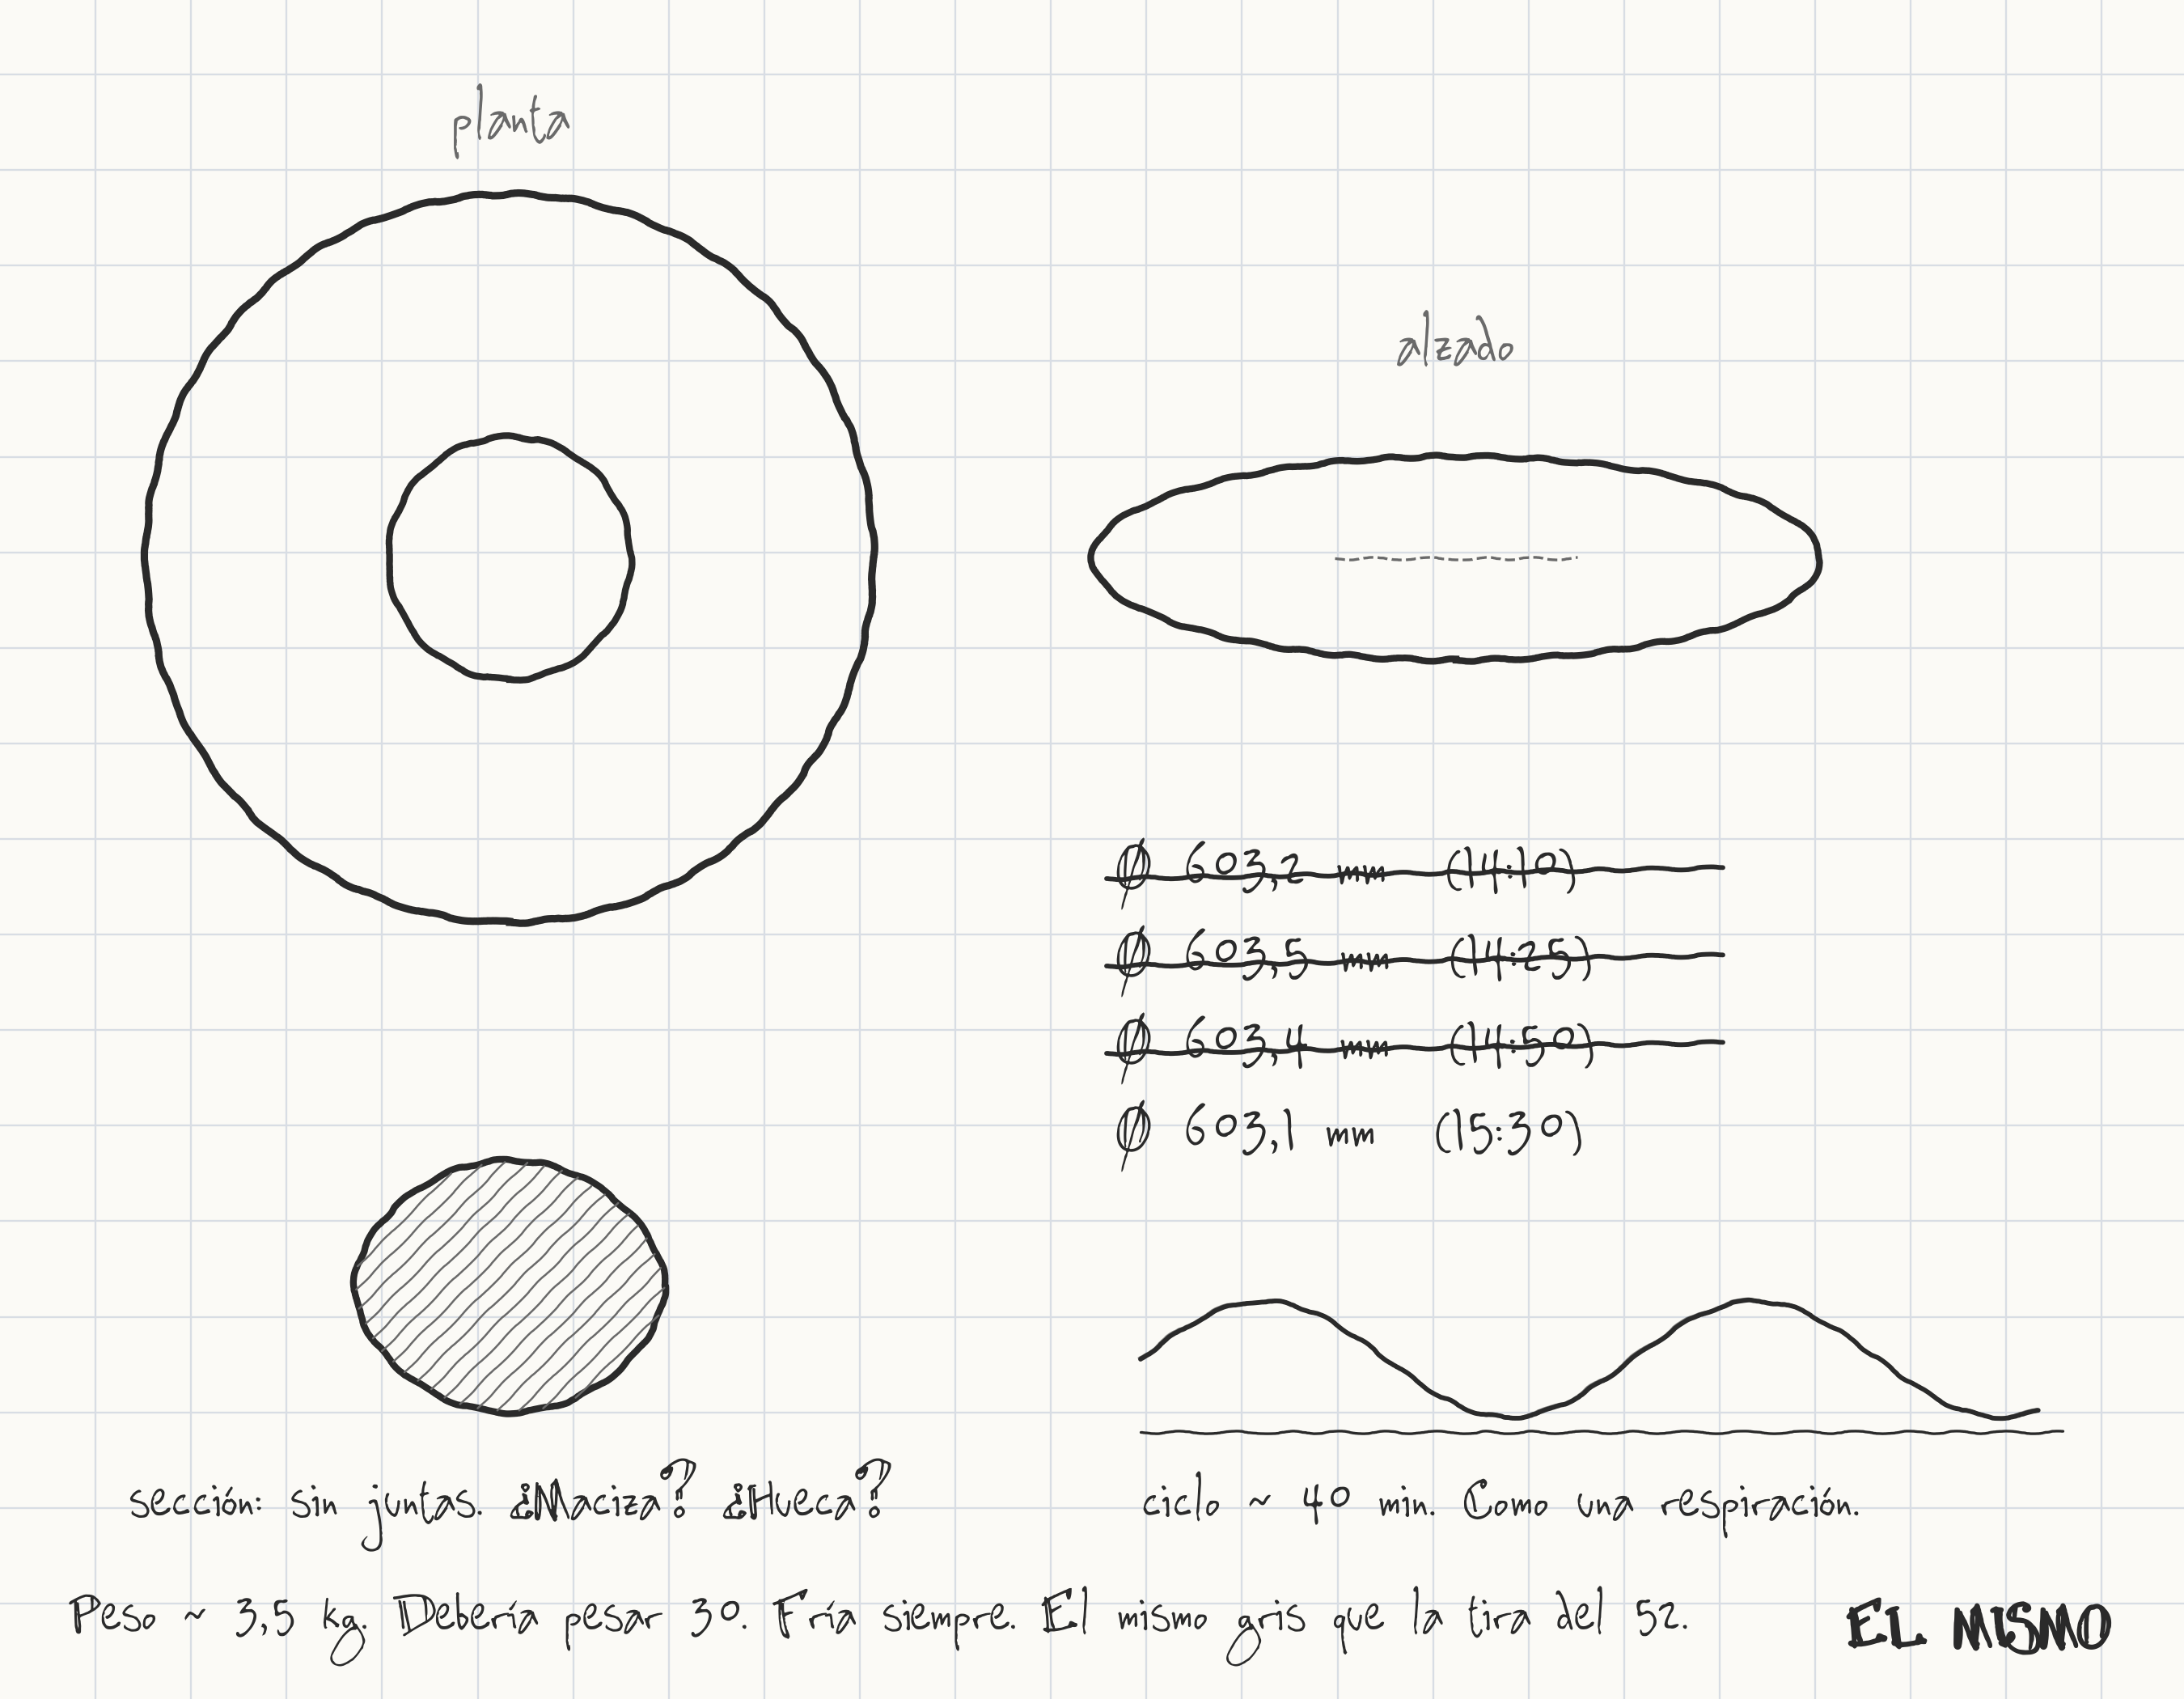 planta
alzado
Ø 603,2 mm (14:10)
Ø 603,5 mm (14:25)
Ø 603,4 mm (14:50)
Ø 603,1 mm (15:30)
sección: sin juntas. ¿Maciza? ¿Hueca?
ciclo ~ 40 min. Como una respiración.
Peso ~ 3,5 kg. Debería pesar 30. Fría siempre. El mismo gris que la tira del 52.
EL MISMO